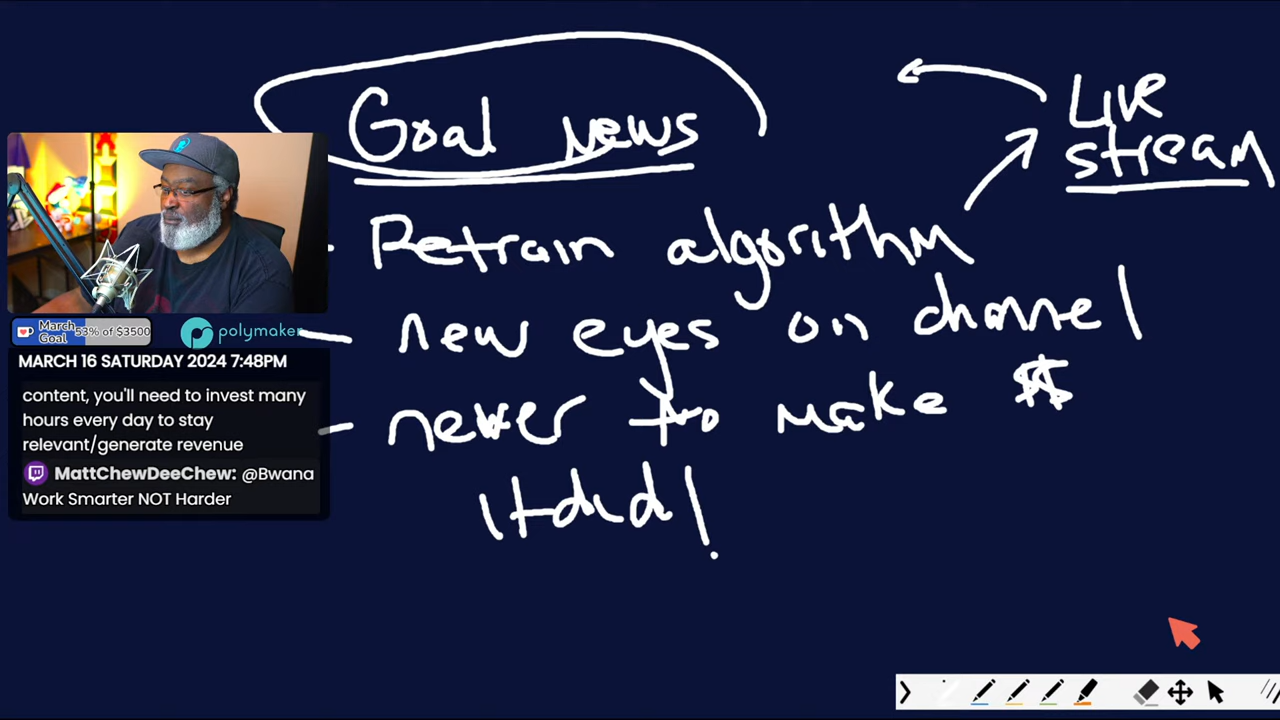 Goal news
Live
stream
Retrain algorithm
new eyes on channel
never to make $$
it did!
March
Goal
53% of $3500
polymaker
MARCH 16 SATURDAY 2024 7:48PM
content, you'll need to invest many
hours every day to stay
relevant/generate revenue
MattChewDeeChew: @Bwana
Work Smarter NOT Harder